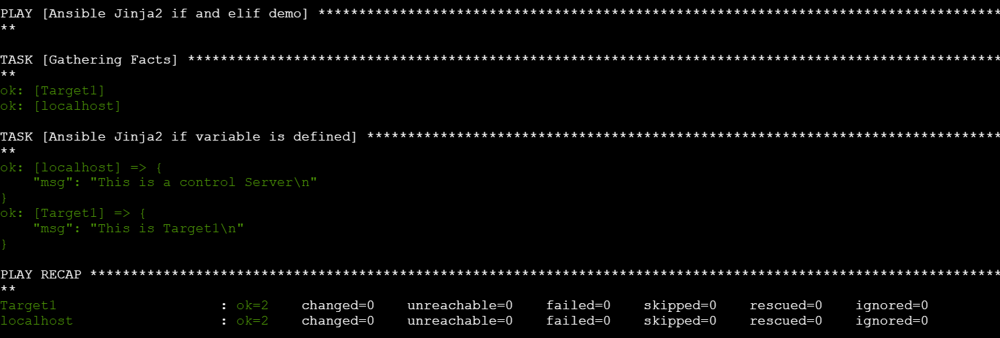 PLAY [Ansible Jinja2 if and elif demo] ***********************************************************************************
**
TASK [Gathering Facts] ***************************************************************************************************
**
ok: [Target1]
ok: [localhost]
TASK [Ansible Jinja2 if variable is defined] *****************************************************************************
**
ok: [localhost] => {
    "msg": "This is a control Server\n"
}
ok: [Target1] => {
    "msg": "This is Target1\n"
}
PLAY RECAP ***************************************************************************************************************
**
Target1                    : ok=2    changed=0    unreachable=0    failed=0    skipped=0    rescued=0    ignored=0
localhost                  : ok=2    changed=0    unreachable=0    failed=0    skipped=0    rescued=0    ignored=0